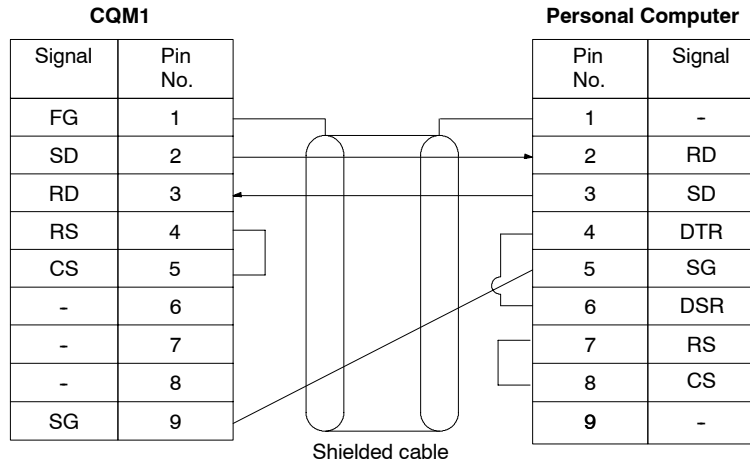 CQM1 Personal Computer
Signal Pin No. Pin No. Signal
FG 1 1 -
SD 2 2 RD
RD 3 3 SD
RS 4 4 DTR
CS 5 5 SG
- 6 6 DSR
- 7 7 RS
- 8 8 CS
SG 9 9 -
Shielded cable